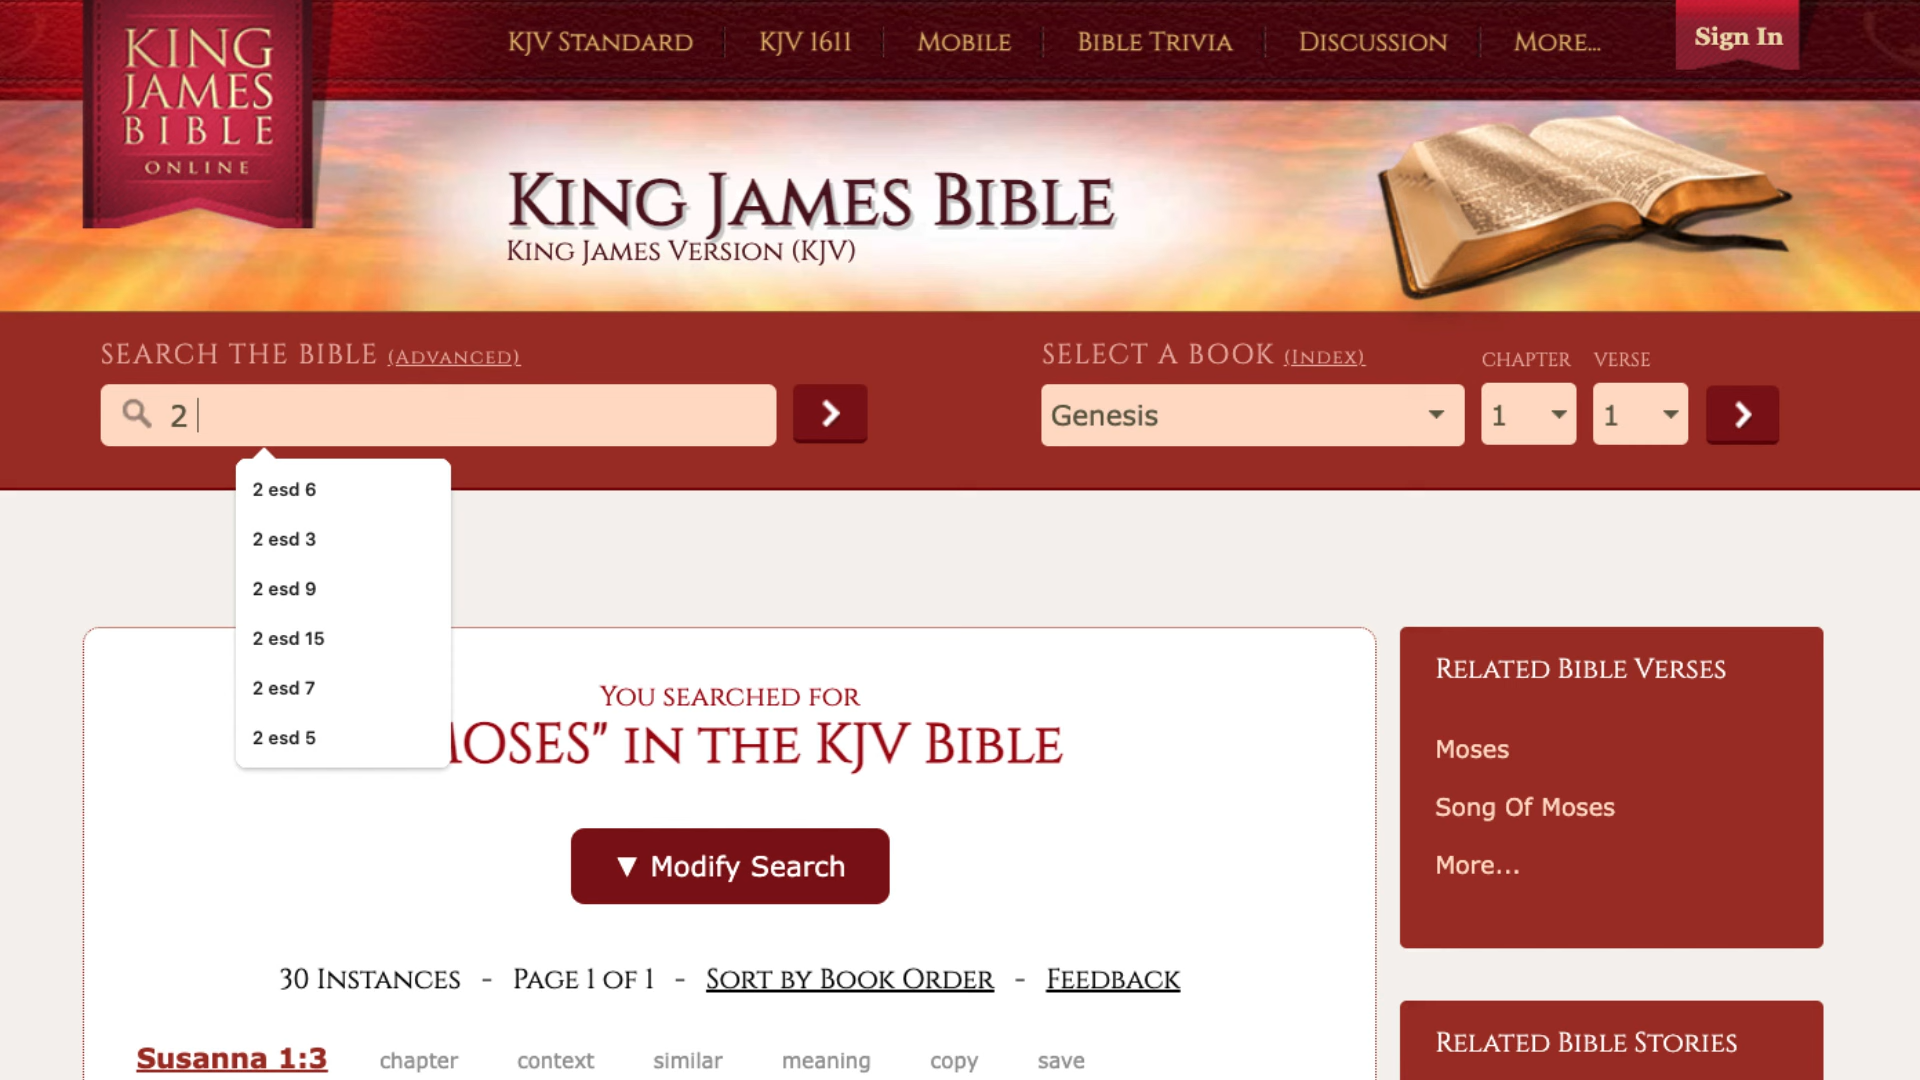 KING
JAMES
BIBLE
ONLINE
KJV STANDARD
KJV 1611
MOBILE
BIBLE TRIVIA
DISCUSSION
MORE...
Sign In
KING JAMES BIBLE
KING JAMES VERSION (KJV)
SEARCH THE BIBLE (ADVANCED)
2
SELECT A BOOK (INDEX)
CHAPTER
VERSE
Genesis
1
1
2 esd 6
2 esd 3
2 esd 9
2 esd 15
2 esd 7
2 esd 5
YOU SEARCHED FOR
OSES" IN THE KJV BIBLE
▼ Modify Search
30 INSTANCES - PAGE 1 OF 1 - SORT BY BOOK ORDER - FEEDBACK
Susanna 1:3 chapter context similar meaning copy save
RELATED BIBLE VERSES
Moses
Song Of Moses
More...
RELATED BIBLE STORIES